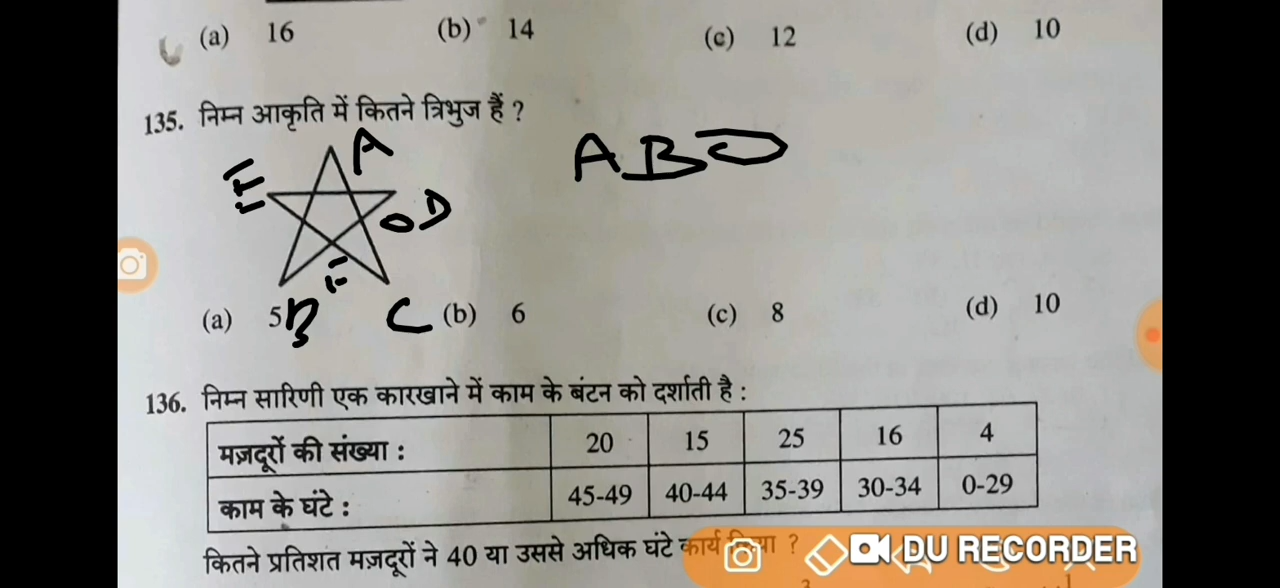 (a) 16 (b) 14 (c) 12 (d) 10
135. निम्न आकृति में कितने त्रिभुज हैं ?
A
E
D
O
F
B
C
A B O
(a) 5 (b) 6 (c) 8 (d) 10
136. निम्न सारिणी एक कारखाने में काम के बंटन को दर्शाती है :
मज़दूरों की संख्या : 20 15 25 16 4
काम के घंटे : 45-49 40-44 35-39 30-34 0-29
कितने प्रतिशत मज़दूरों ने 40 या उससे अधिक घंटे कार्य किया ?
DU RECORDER